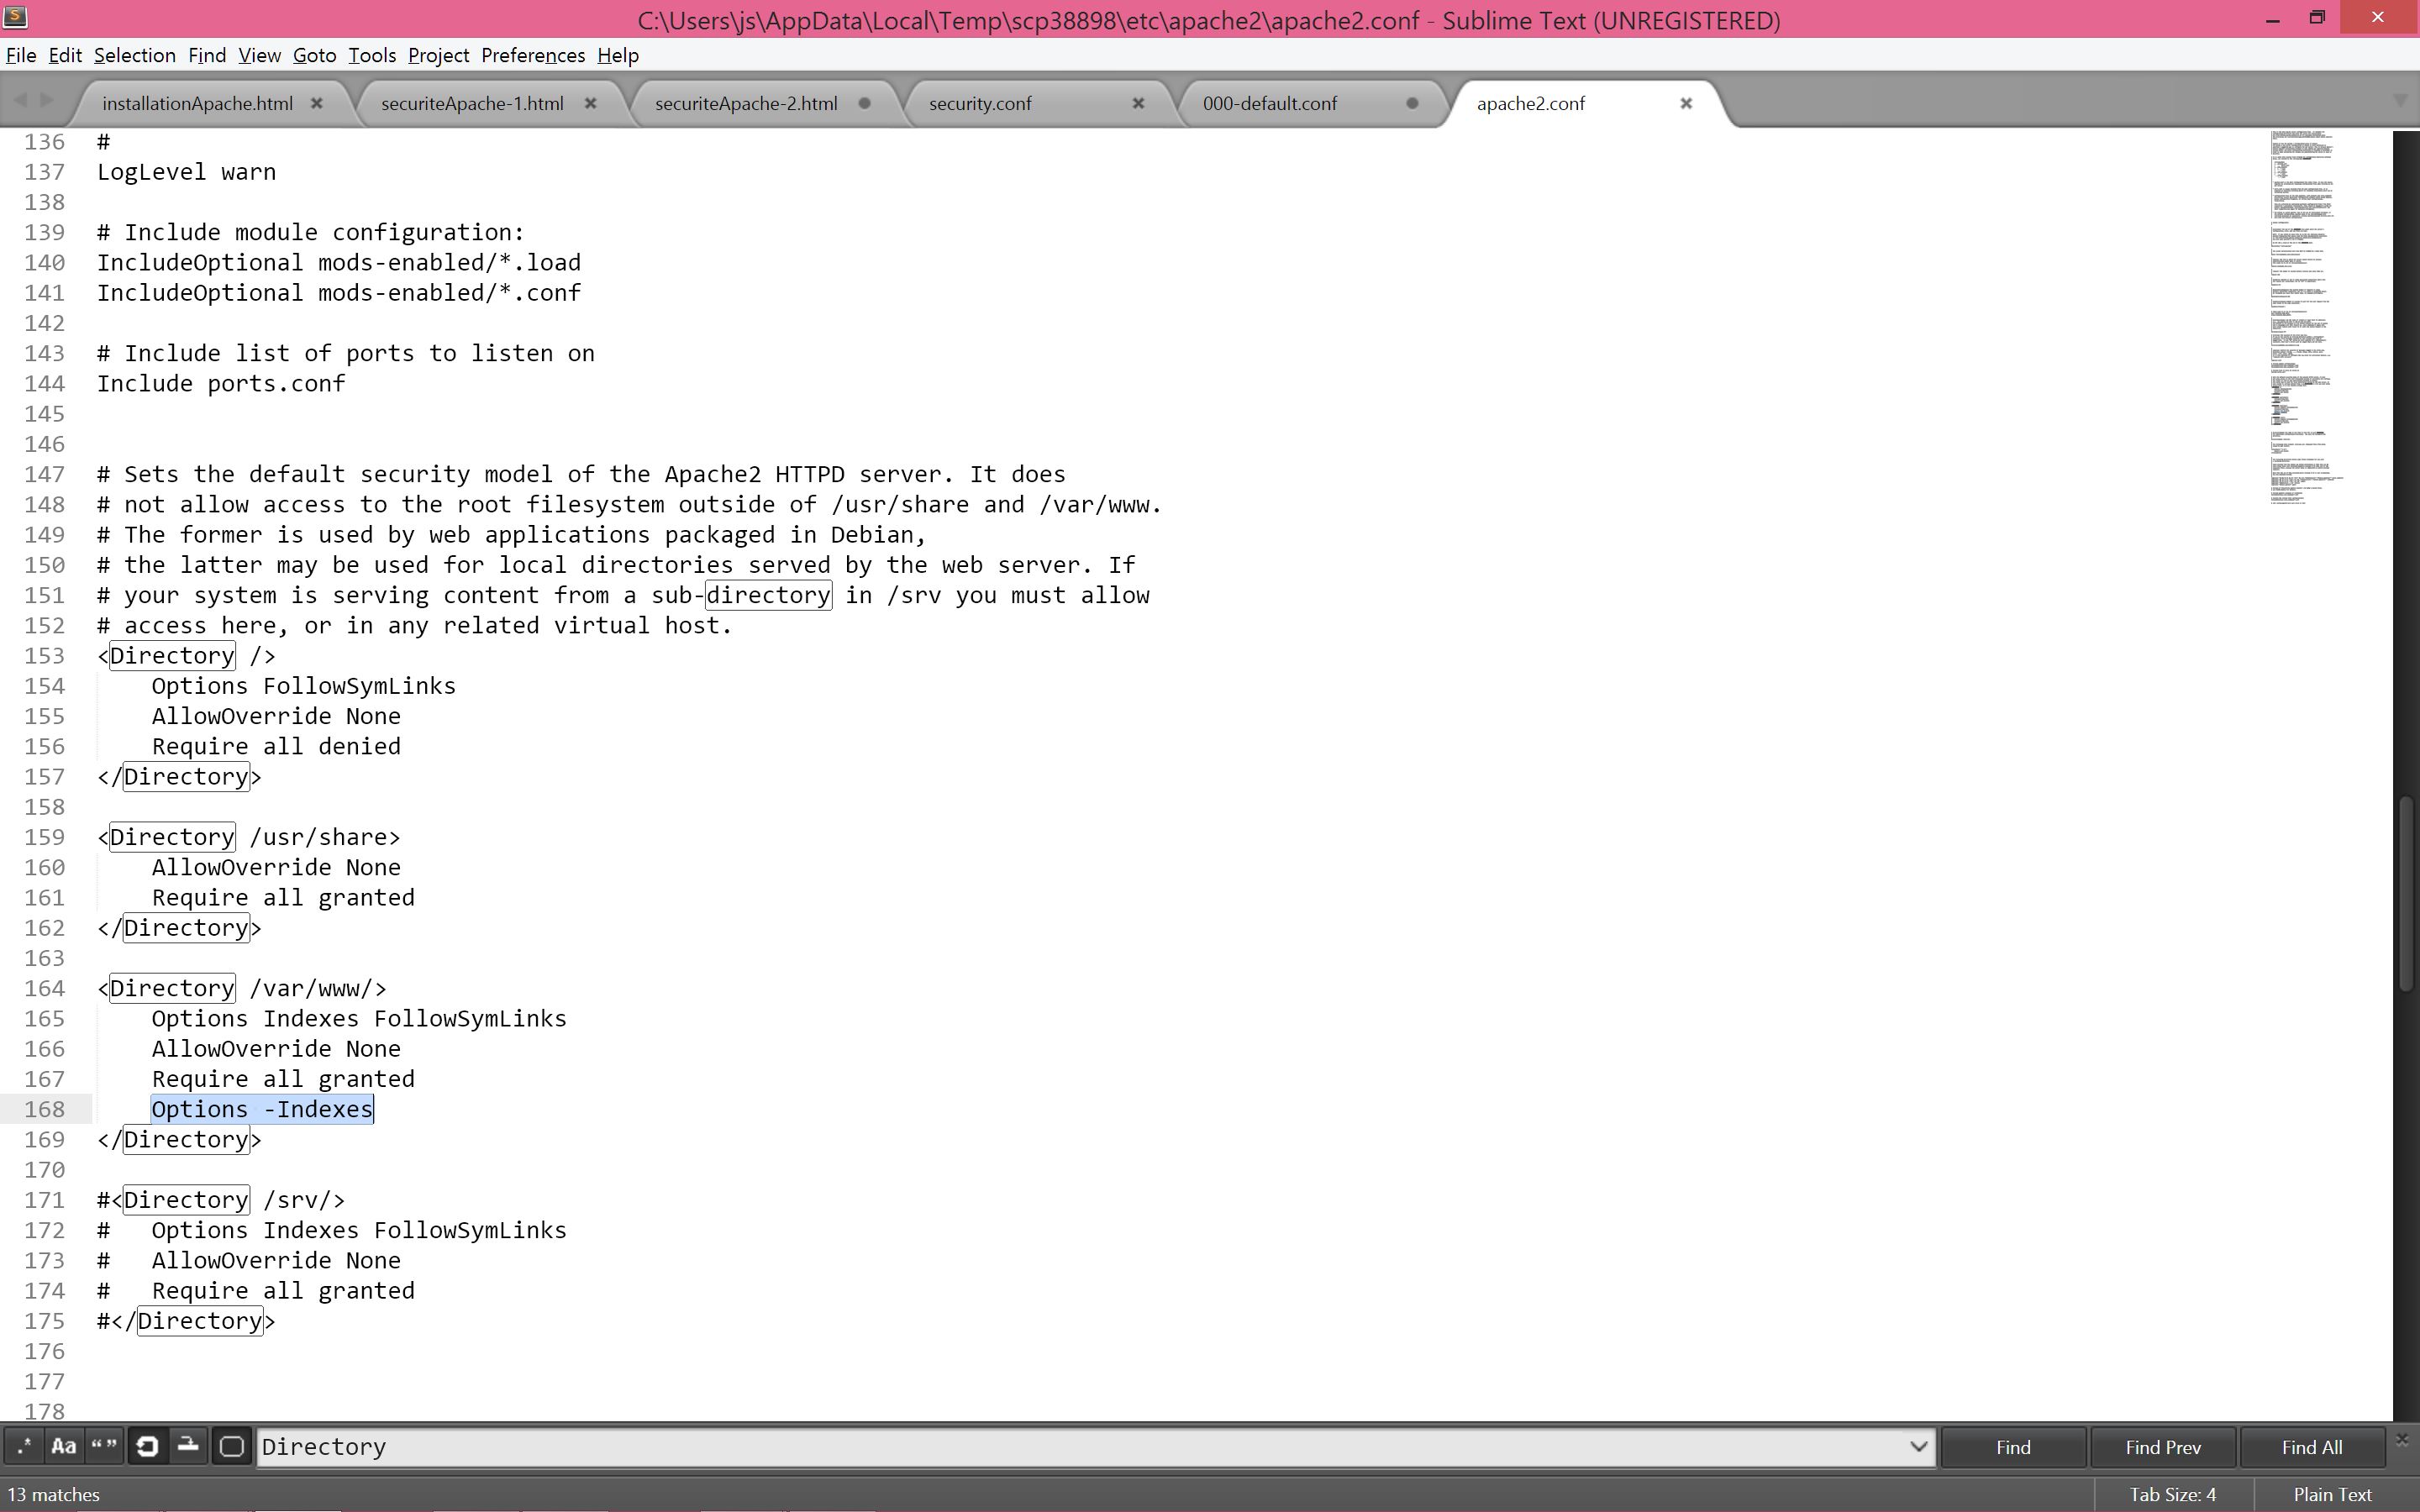 C:\Users\js\AppData\Local\Temp\scp38898\etc\apache2\apache2.conf - Sublime Text (UNREGISTERED)
File Edit Selection Find View Goto Tools Project Preferences Help
installationApache.html securiteApache-1.html securiteApache-2.html security.conf 000-default.conf apache2.conf
136 #
137 LogLevel warn
138
139 # Include module configuration:
140 IncludeOptional mods-enabled/*.load
141 IncludeOptional mods-enabled/*.conf
142
143 # Include list of ports to listen on
144 Include ports.conf
145
146
147 # Sets the default security model of the Apache2 HTTPD server. It does
148 # not allow access to the root filesystem outside of /usr/share and /var/www.
149 # The former is used by web applications packaged in Debian,
150 # the latter may be used for local directories served by the web server. If
151 # your system is serving content from a sub-directory in /srv you must allow
152 # access here, or in any related virtual host.
153 <Directory />
154     Options FollowSymLinks
155     AllowOverride None
156     Require all denied
157 </Directory>
158
159 <Directory /usr/share>
160     AllowOverride None
161     Require all granted
162 </Directory>
163
164 <Directory /var/www/>
165     Options Indexes FollowSymLinks
166     AllowOverride None
167     Require all granted
168     Options -Indexes
169 </Directory>
170
171 #<Directory /srv/>
172 #   Options Indexes FollowSymLinks
173 #   AllowOverride None
174 #   Require all granted
175 #</Directory>
176
177
178
.* Aa “ ” Directory Find Find Prev Find All
13 matches Tab Size: 4 Plain Text